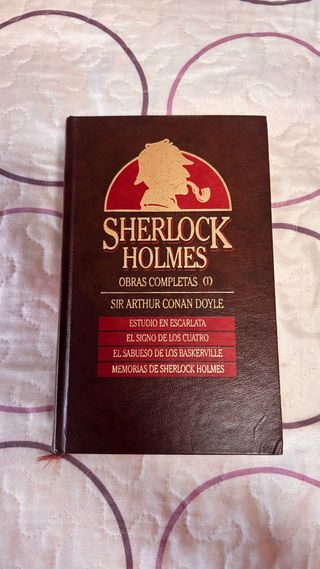 SHERLOCK
HOLMES
OBRAS COMPLETAS (I)
SIR ARTHUR CONAN DOYLE
ESTUDIO EN ESCARLATA
EL SIGNO DE LOS CUATRO
EL SABUESO DE LOS BASKERVILLE
MEMORIAS DE SHERLOCK HOLMES